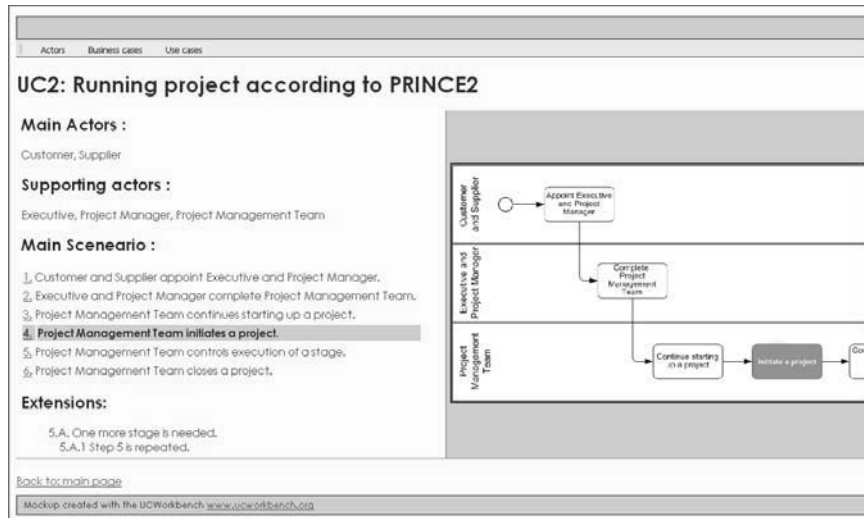 Actors Business cases Use cases
UC2: Running project according to PRINCE2
Main Actors :
Customer, Supplier
Supporting actors :
Executive, Project Manager, Project Management Team
Main Sceneario :
1. Customer and Supplier appoint Executive and Project Manager.
2. Executive and Project Manager complete Project Management Team.
3. Project Management Team continues starting up a project.
4. Project Management Team initiates a project.
5. Project Management Team controls execution of a stage.
6. Project Management Team closes a project.
Extensions:
5.A. One more stage is needed.
5.A.1 Step 5 is repeated.
Customer
and Supplier
Appoint Executive
and Project
Manager
Executive and
Project Manager
Complete
Project
Management
Team
Project
Management
Team
Continue starting
a project
Initiate a project
Back to: main page
Mockup created with the UCWorkbench www.ucworkbench.org